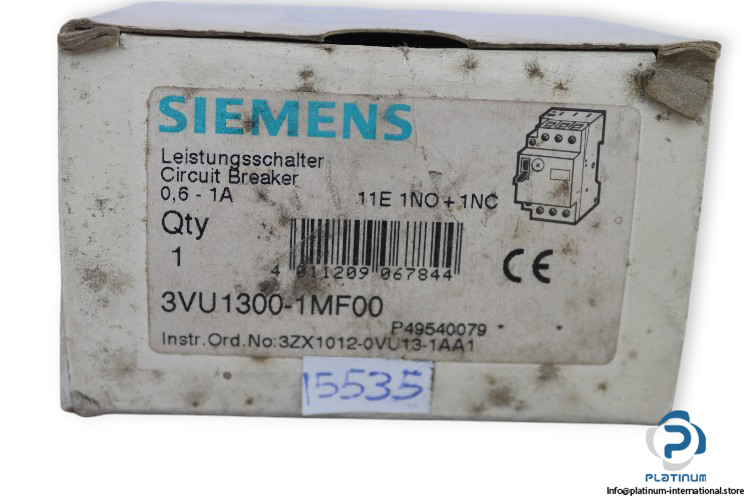 SIEMENS
Leistungsschalter
Circuit Breaker
0,6 - 1A
11E 1NO + 1NC
Qty
1
4 011209 067844
CE
3VU1300-1MF00
P49540079 * *
Instr.Ord.No:3ZX1012-0VU13-1AA1
15535
PLATINUM
Info@platinum-international.store